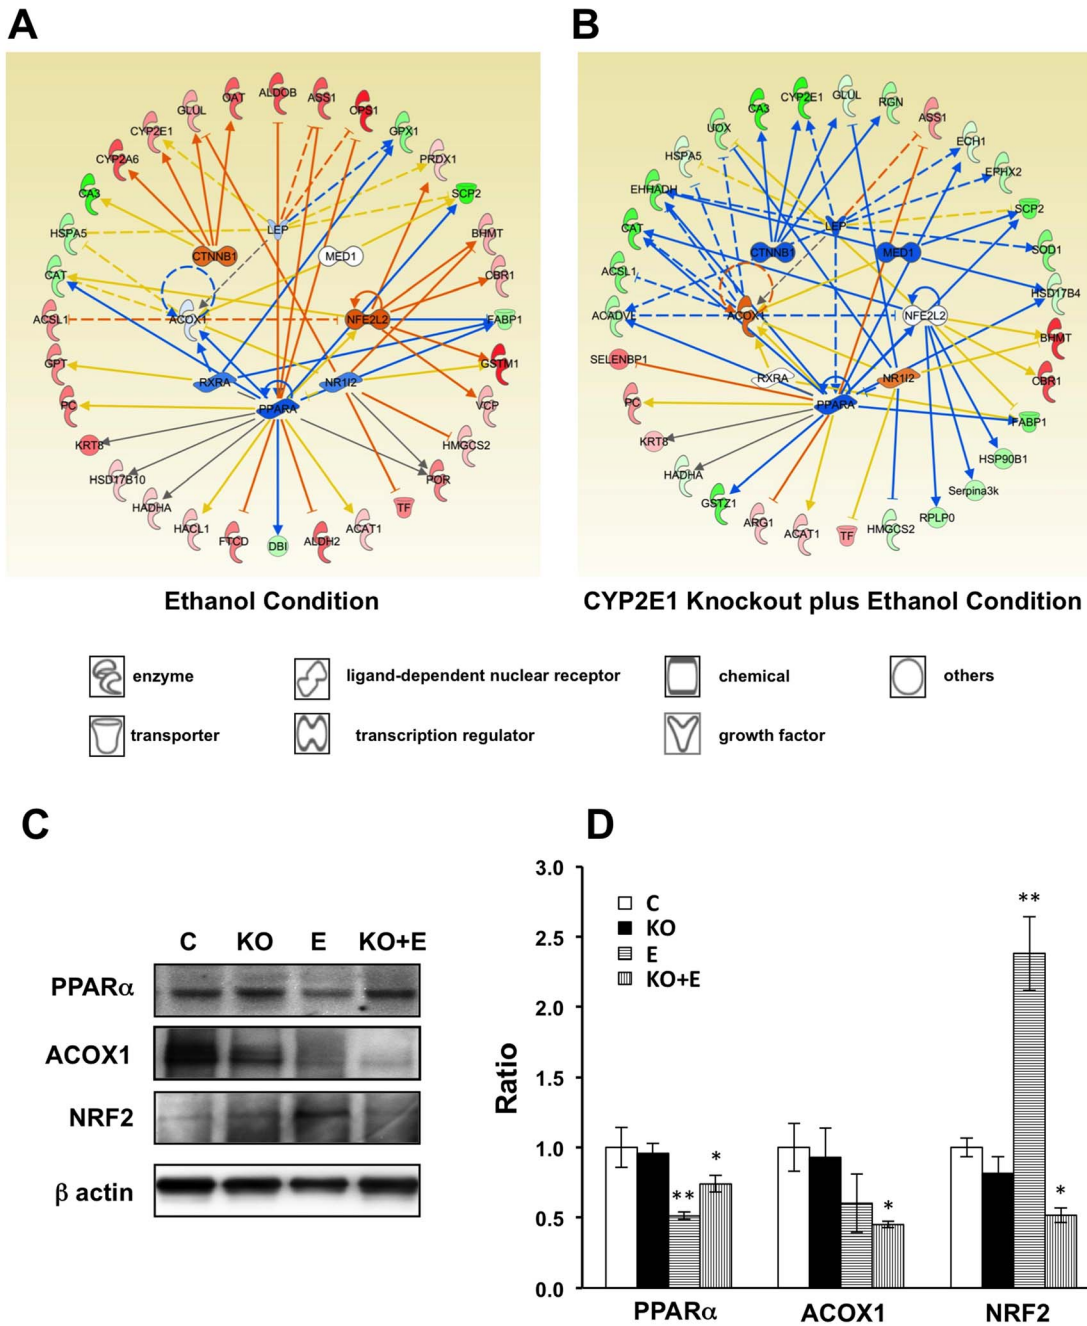 A
B
ALDOB
OAT
ASS1
GLUL
CPS1
CYP2E1
GPX1
CYP2A6
PRDX1
CA3
SCP2
HSPA5
LEP
BHMT
CTNNB1
MED1
CAT
CBR1
ACSL1
ACOX1
NFE2L2
FABP1
GPT
GSTM1
RXRA
NR1I2
PC
PPARA
VCP
KRT8
HMGCS2
HSD17B10
POR
HADHA
TF
HACL1
ACAT1
FTCD
DBI
ALDH2
CYP2E1
GLUL
CA3
RGN
UOX
ASS1
HSPA5
ECH1
EHHADH
EPHX2
CAT
LEP
SCP2
CTNNB1
MED1
SOD1
ACSL1
HSD17B4
ACADVL
ACOX1
NFE2L2
BHMT
SELENBP1
RXRA
NR1I2
CBR1
PC
PPARA
FABP1
KRT8
HSP90B1
HADHA
Serpina3k
GSTZ1
RPLP0
ARG1
ACAT1
TF
HMGCS2
Ethanol Condition
CYP2E1 Knockout plus Ethanol Condition
enzyme
ligand-dependent nuclear receptor
chemical
others
transporter
transcription regulator
growth factor
C
C KO E KO+E
PPARα
ACOX1
NRF2
β actin
D
3.0
2.5
2.0
1.5
1.0
0.5
0.0
Ratio
C
KO
E
KO+E
**
*
*
**
*
PPARα ACOX1 NRF2